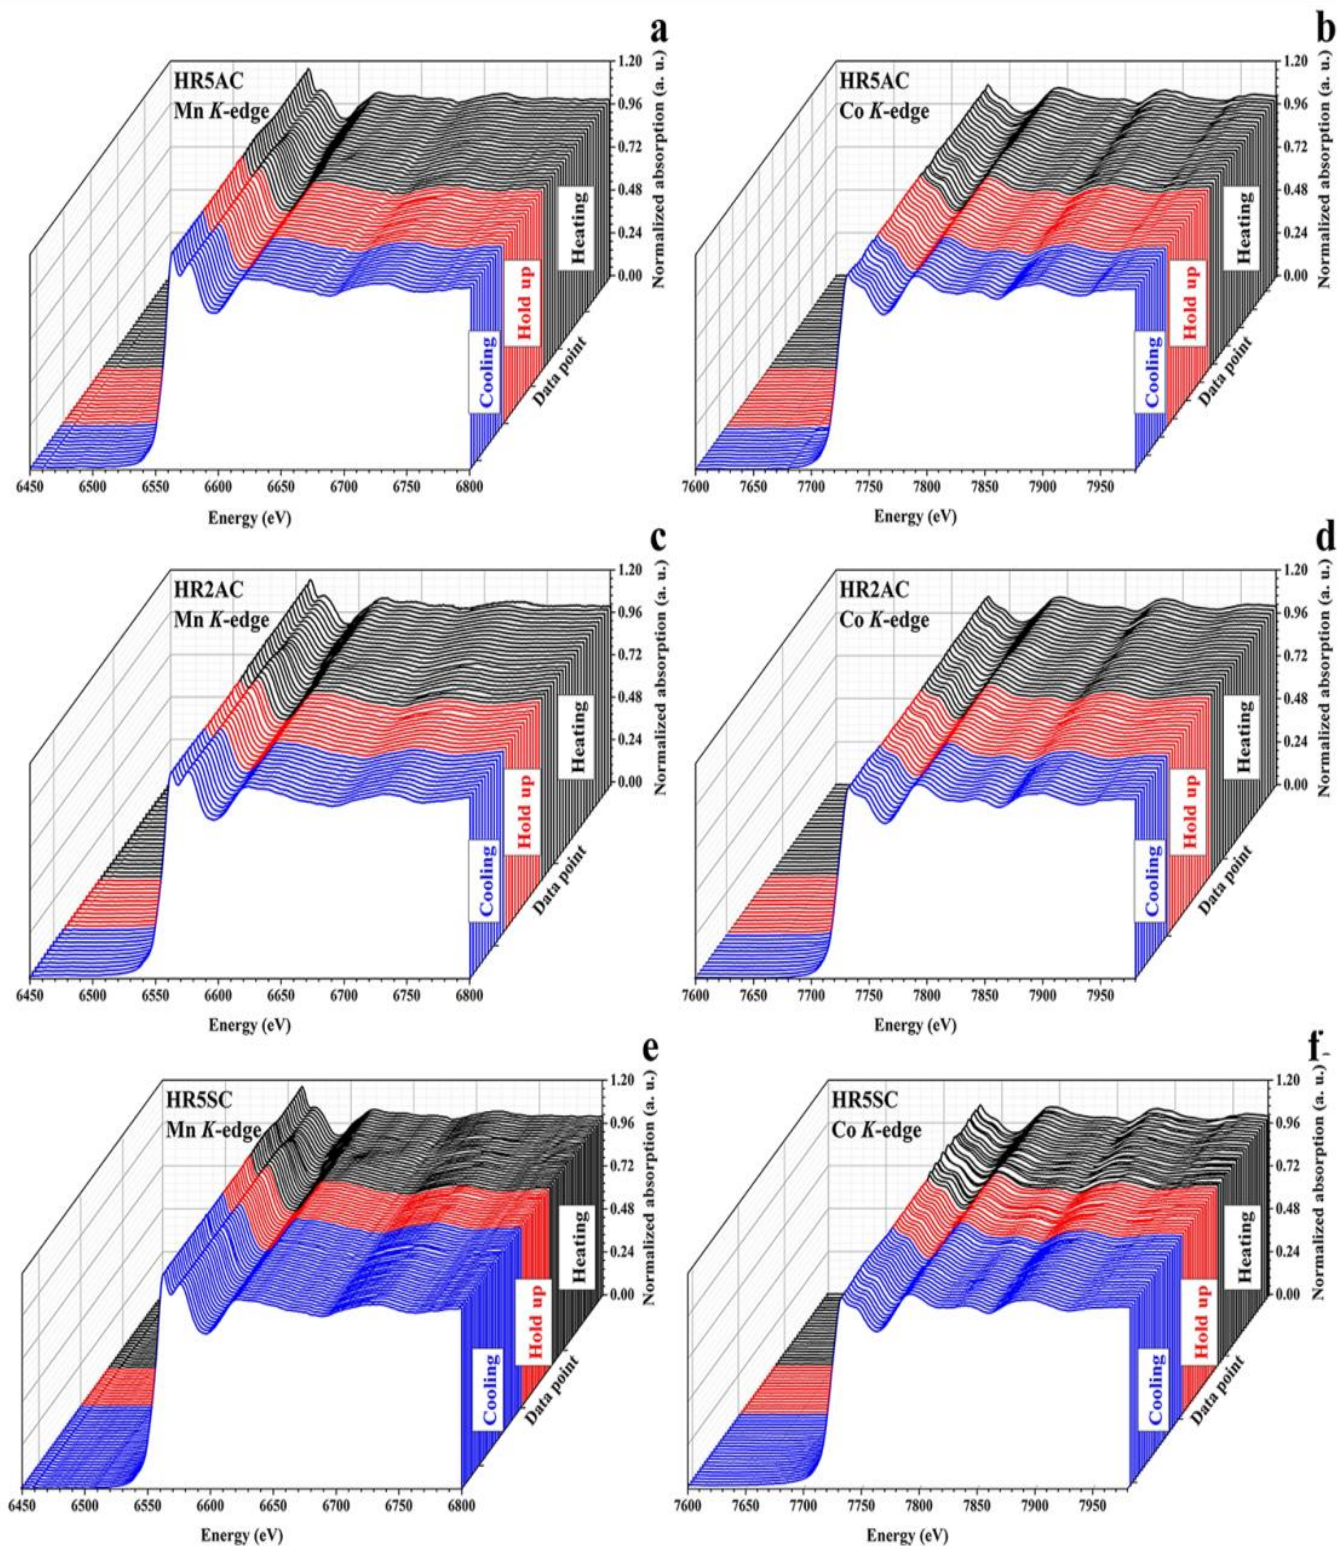 a
HR5AC
Mn K-edge
1.20
0.96
0.72
0.48
0.24
0.00
Normalized absorption (a. u.)
Heating
Hold up
Cooling
Data point
6450 6500 6550 6600 6650 6700 6750 6800
Energy (eV)
b
HR5AC
Co K-edge
1.20
0.96
0.72
0.48
0.24
0.00
Normalized absorption (a. u.)
Heating
Hold up
Cooling
Data point
7600 7650 7700 7750 7800 7850 7900 7950
Energy (eV)
c
HR2AC
Mn K-edge
1.20
0.96
0.72
0.48
0.24
0.00
Normalized absorption (a. u.)
Heating
Hold up
Cooling
Data point
6450 6500 6550 6600 6650 6700 6750 6800
Energy (eV)
d
HR2AC
Co K-edge
1.20
0.96
0.72
0.48
0.24
0.00
Normalized absorption (a. u.)
Heating
Hold up
Cooling
Data point
7600 7650 7700 7750 7800 7850 7900 7950
Energy (eV)
e
HR5SC
Mn K-edge
1.20
0.96
0.72
0.48
0.24
0.00
Normalized absorption (a. u.)
Heating
Hold up
Cooling
Data point
6450 6500 6550 6600 6650 6700 6750 6800
Energy (eV)
f
HR5SC
Co K-edge
1.20
0.96
0.72
0.48
0.24
0.00
Normalized absorption (a. u.)
Heating
Hold up
Cooling
Data point
7600 7650 7700 7750 7800 7850 7900 7950
Energy (eV)